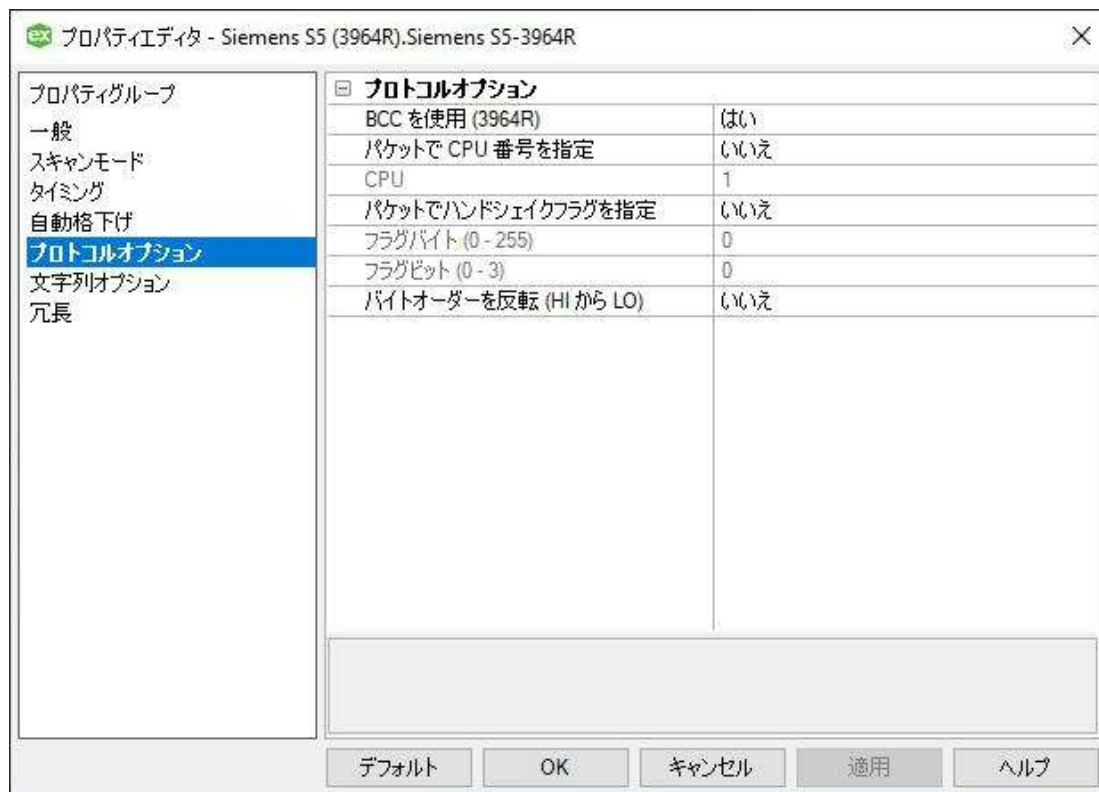 ex プロパティエディタ - Siemens S5 (3964R).Siemens S5-3964R
プロパティグループ
一般
スキャンモード
タイミング
自動格下げ
プロトコルオプション
文字列オプション
冗長
プロトコルオプション
BCC を使用 (3964R) はい
パケットで CPU 番号を指定 いいえ
CPU 1
パケットでハンドシェイクフラグを指定 いいえ
フラグバイト (0 - 255) 0
フラグビット (0 - 3) 0
バイトオーダーを反転 (HI から LO) いいえ
デフォルト OK キャンセル 適用 ヘルプ